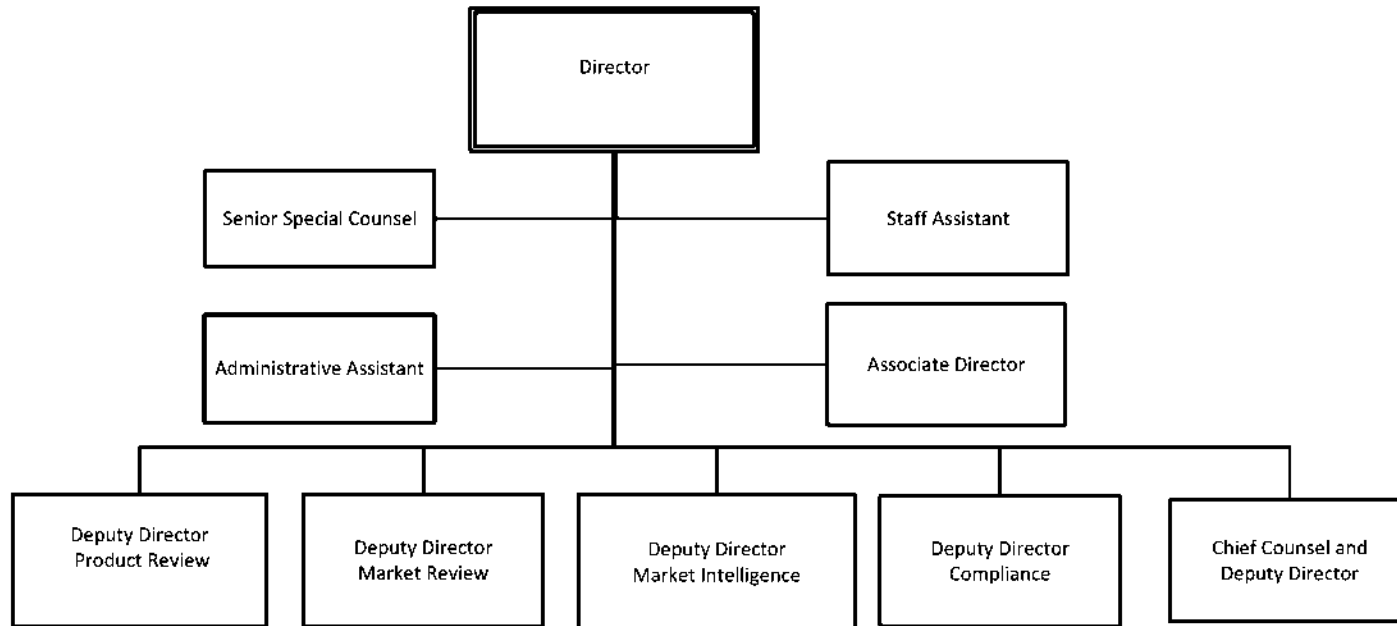 Director
Senior Special Counsel
Staff Assistant
Administrative Assistant
Associate Director
Deputy Director
Product Review
Deputy Director
Market Review
Deputy Director
Market Intelligence
Deputy Director
Compliance
Chief Counsel and
Deputy Director